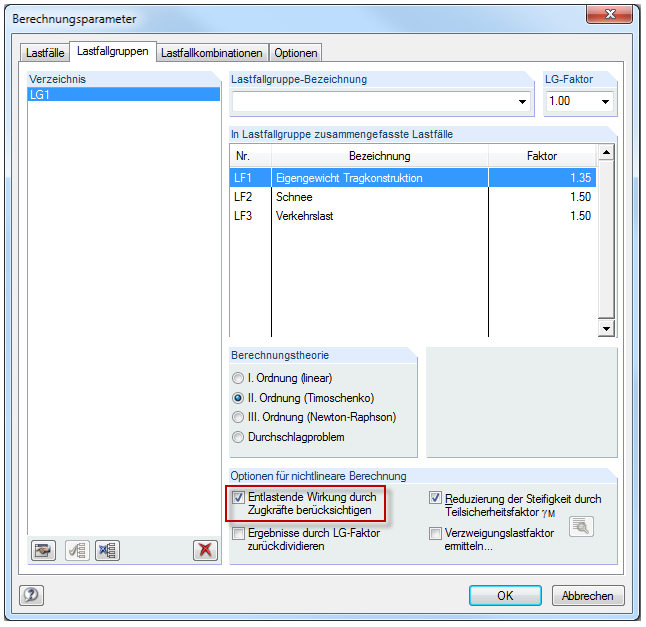 Berechnungsparameter
Lastfälle
Lastfallgruppen
Lastfallkombinationen
Optionen
Verzeichnis
LG1
Lastfallgruppe-Bezeichnung
LG-Faktor
1.00
In Lastfallgruppe zusammengefasste Lastfälle
Nr. Bezeichnung Faktor
LF1 Eigengewicht Tragkonstruktion 1.35
LF2 Schnee 1.50
LF3 Verkehrslast 1.50
Berechnungstheorie
I. Ordnung (linear)
II. Ordnung (Timoschenko)
III. Ordnung (Newton-Raphson)
Durchschlagproblem
Optionen für nichtlineare Berechnung
Entlastende Wirkung durch
Zugkräfte berücksichtigen
Ergebnisse durch LG-Faktor
zurückdividieren
Reduzierung der Steifigkeit durch
Teilsicherheitsfaktor γM
Verzweigungslastfaktor
ermitteln...
OK
Abbrechen